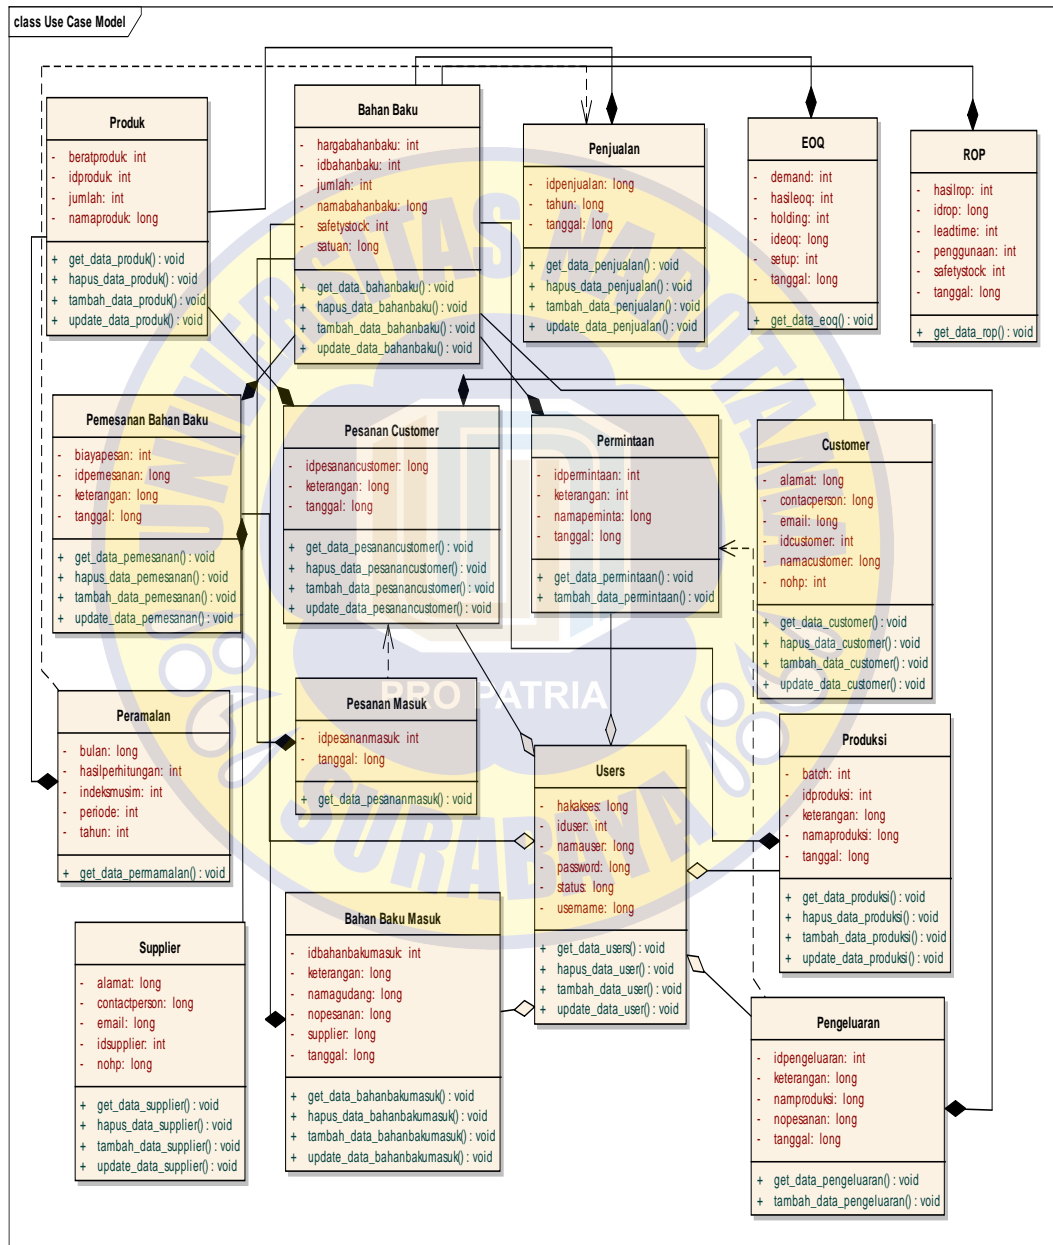 class Use Case Model
Produk
- beratproduk: int
- idproduk: int
- jumlah: int
- namaproduk: long
+ get_data_produk() : void
+ hapus_data_produk() : void
+ tambah_data_produk() : void
+ update_data_produk() : void
Bahan Baku
- hargabahanbaku: int
- idbahanbaku: int
- jumlah: int
- namabahanbaku: long
- safetystock: int
- satuan: long
+ get_data_bahanbaku() : void
+ hapus_data_bahanbaku() : void
+ tambah_data_bahanbaku() : void
+ update_data_bahanbaku() : void
Penjualan
- idpenjualan: long
- tahun: long
- tanggal: long
+ get_data_penjualan() : void
+ hapus_data_penjualan() : void
+ tambah_data_penjualan() : void
+ update_data_penjualan() : void
EOQ
- demand: int
- hasileoq: int
- holding: int
- ideoq: long
- setup: int
- tanggal: long
+ get_data_eoq() : void
ROP
- hasilrop: int
- idrop: long
- leadtime: int
- penggunaan: int
- safetystock: int
- tanggal: long
+ get_data_rop() : void
Pemesanan Bahan Baku
- biayapesan: int
- idpemesanan: long
- keterangan: long
- tanggal: long
+ get_data_pemesanan() : void
+ hapus_data_pemesanan() : void
+ tambah_data_pemesanan() : void
+ update_data_pemesanan() : void
Pesanan Customer
- idpesanancustomer: long
- keterangan: long
- tanggal: long
+ get_data_pesanancustomer() : void
+ hapus_data_pesanancustomer() : void
+ tambah_data_pesanancustomer() : void
+ update_data_pesanancustomer() : void
Permintaan
- idpermintaan: int
- keterangan: int
- namapeminta: long
- tanggal: long
+ get_data_permintaan() : void
+ tambah_data_permintaan() : void
Customer
- alamat: long
- contacperson: long
- email: long
- idcustomer: int
- namacustomer: long
- nohp: int
+ get_data_customer() : void
+ hapus_data_customer() : void
+ tambah_data_customer() : void
+ update_data_customer() : void
Peramalan
- bulan: long
- hasilperhitungan: int
- indeksmusim: int
- periode: int
- tahun: int
+ get_data_permamalan() : void
Pesanan Masuk
- idpesananmasuk: int
- tanggal: long
+ get_data_pesananmasuk() : void
Users
- hakakses: long
- iduser: int
- namauser: long
- password: long
- status: long
- username: long
+ get_data_users() : void
+ hapus_data_user() : void
+ tambah_data_user() : void
+ update_data_user() : void
Produksi
- batch: int
- idproduksi: int
- keterangan: long
- namaproduksi: long
- tanggal: long
+ get_data_produksi() : void
+ hapus_data_produksi() : void
+ tambah_data_produksi() : void
+ update_data_produksi() : void
Supplier
- alamat: long
- contactperson: long
- email: long
- idsupplier: int
- nohp: long
+ get_data_supplier() : void
+ hapus_data_supplier() : void
+ tambah_data_supplier() : void
+ update_data_supplier() : void
Bahan Baku Masuk
- idbahanbakumasuk: int
- keterangan: long
- namagudang: long
- nopesanan: long
- supplier: long
- tanggal: long
+ get_data_bahanbakumasuk() : void
+ hapus_data_bahanbakumasuk() : void
+ tambah_data_bahanbakumasuk() : void
+ update_data_bahanbakumasuk() : void
Pengeluaran
- idpengeluaran: int
- keterangan: long
- namproduksi: long
- nopesanan: long
- tanggal: long
+ get_data_pengeluaran() : void
+ tambah_data_pengeluaran() : void
UNIVERSITAS NAROTAMA
PRO PATRIA
SURABAYA